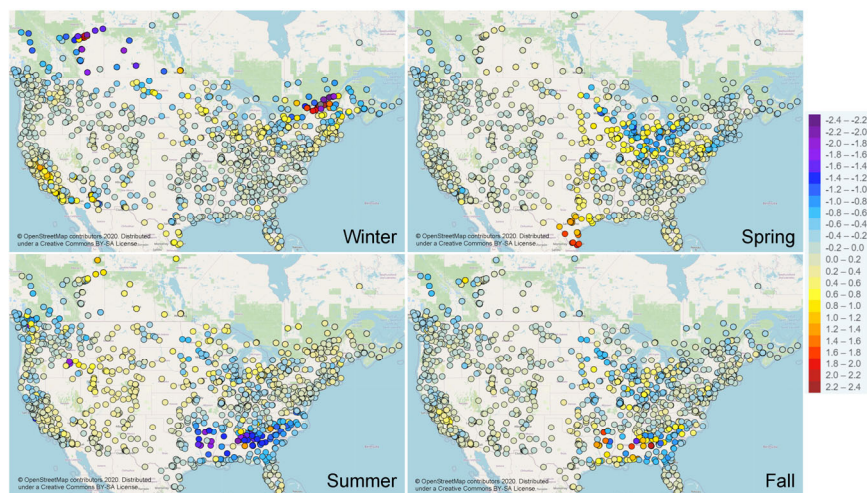 © OpenStreetMap contributors 2020. Distributed
under a Creative Commons BY-SA License
Winter
© OpenStreetMap contributors 2020. Distributed
under a Creative Commons BY-SA License
Spring
© OpenStreetMap contributors 2020. Distributed
under a Creative Commons BY-SA License
Summer
© OpenStreetMap contributors 2020. Distributed
under a Creative Commons BY-SA License
Fall
-2.4 – -2.2
-2.2 – -2.0
-2.0 – -1.8
-1.8 – -1.6
-1.6 – -1.4
-1.4 – -1.2
-1.2 – -1.0
-1.0 – -0.8
-0.8 – -0.6
-0.6 – -0.4
-0.4 – -0.2
-0.2 – 0.0
0.0 – 0.2
0.2 – 0.4
0.4 – 0.6
0.6 – 0.8
0.8 – 1.0
1.0 – 1.2
1.2 – 1.4
1.4 – 1.6
1.6 – 1.8
1.8 – 2.0
2.0 – 2.2
2.2 – 2.4